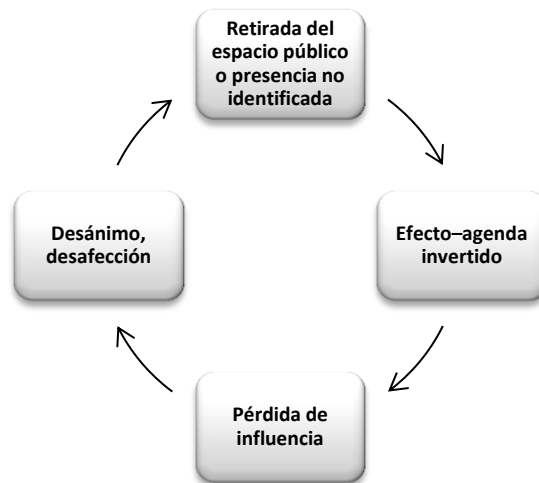 Retirada del
espacio público
o presencia no
identificada
Efecto–agenda
invertido
Pérdida de
influencia
Desánimo,
desafección